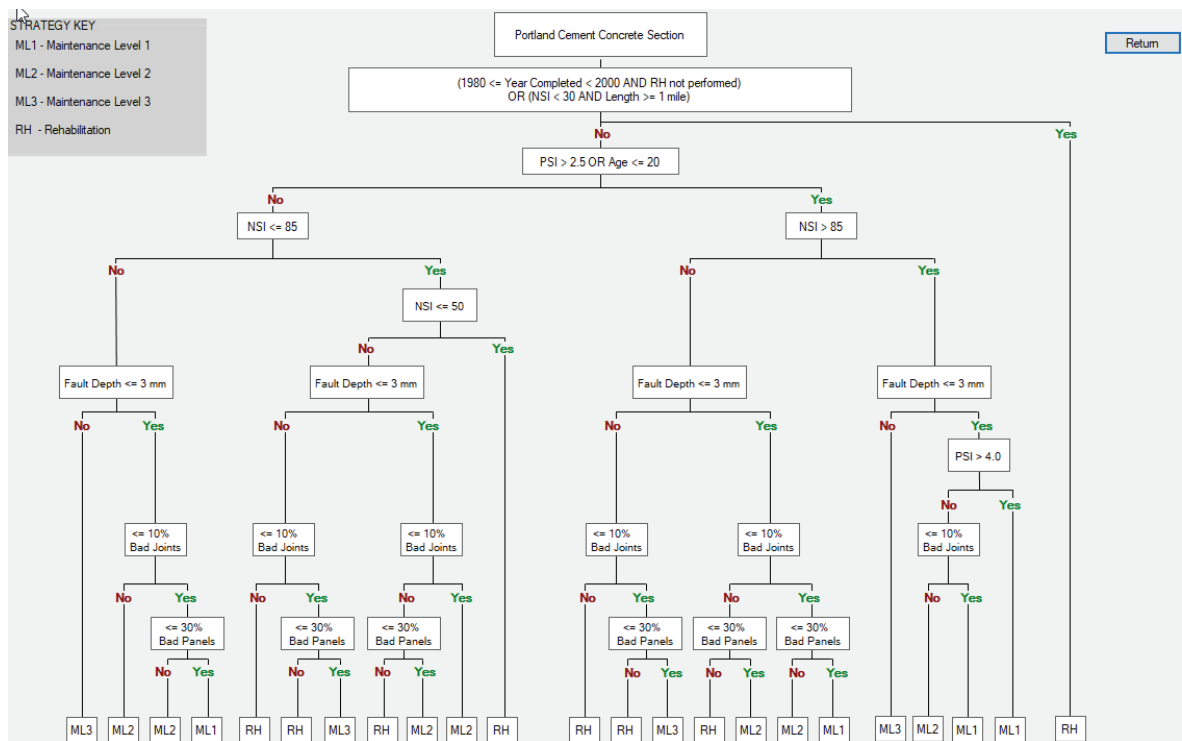 STRATEGY KEY
ML1 - Maintenance Level 1
ML2 - Maintenance Level 2
ML3 - Maintenance Level 3
RH - Rehabilitation
Portland Cement Concrete Section
Return
(1980 <= Year Completed < 2000 AND RH not performed)
OR (NSI < 30 AND Length >= 1 mile)
No
Yes
PSI > 2.5 OR Age <= 20
No
Yes
NSI <= 85
NSI > 85
No
Yes
No
Yes
NSI <= 50
No
Yes
Fault Depth <= 3 mm
Fault Depth <= 3 mm
Fault Depth <= 3 mm
Fault Depth <= 3 mm
No
Yes
No
Yes
No
Yes
No
Yes
PSI > 4.0
No
Yes
<= 10%
Bad Joints
<= 10%
Bad Joints
<= 10%
Bad Joints
<= 10%
Bad Joints
<= 10%
Bad Joints
<= 10%
Bad Joints
No
Yes
No
Yes
No
Yes
No
Yes
No
Yes
No
Yes
<= 30%
Bad Panels
<= 30%
Bad Panels
<= 30%
Bad Panels
<= 30%
Bad Panels
<= 30%
Bad Panels
<= 30%
Bad Panels
No
Yes
No
Yes
No
Yes
No
Yes
No
Yes
No
Yes
ML3
ML2
ML2
ML1
RH
RH
ML3
RH
ML2
ML2
RH
RH
RH
ML3
RH
ML2
ML2
ML1
ML3
ML2
ML1
ML1
RH